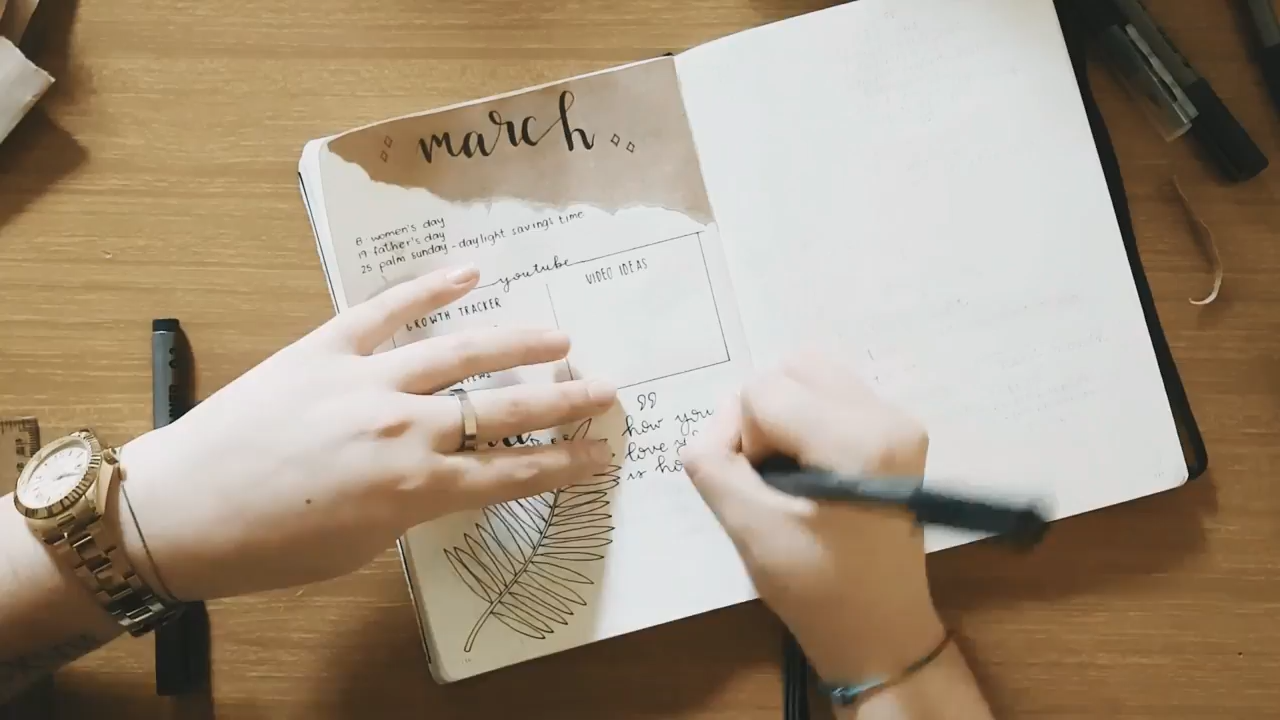 march
8. women's day
19 father's day
25 palm sunday - daylight savings time
youtube
GROWTH TRACKER
VIDEO IDEAS
how you
love
is